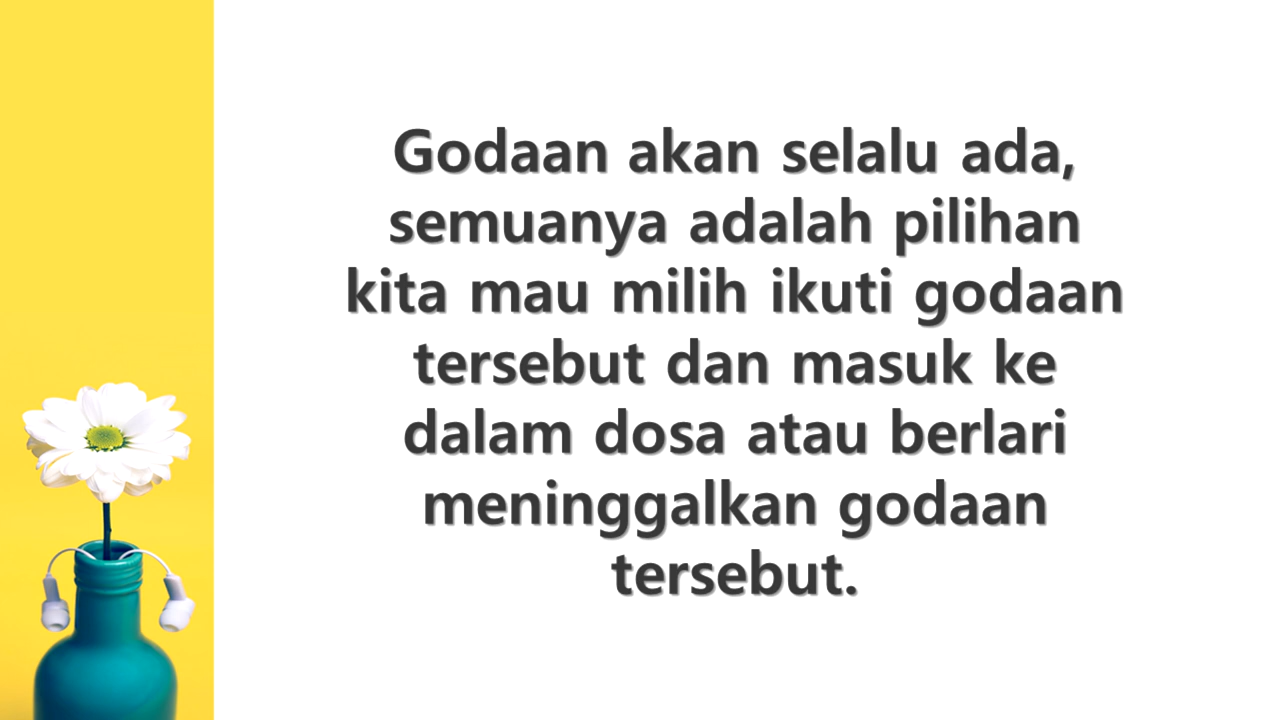 Godaan akan selalu ada,
semuanya adalah pilihan
kita mau milih ikuti godaan
tersebut dan masuk ke
dalam dosa atau berlari
meninggalkan godaan
tersebut.